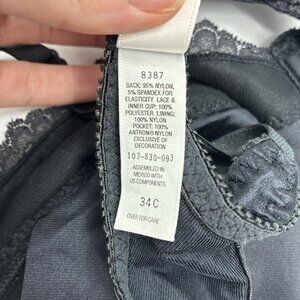 8387
BACK: 95% NYLON,
5% SPANDEX FOR
ELASTICITY LACE &
INNER CUP: 100%
POLYESTER LINING:
100% NYLON
POCKET: 100%
ANTRON® NYLON
EXCLUSIVE OF
DECORATION
107-830-093
ASSEMBLED IN
MEXICO WITH
US COMPONENTS
34C
OVER FOR CARE